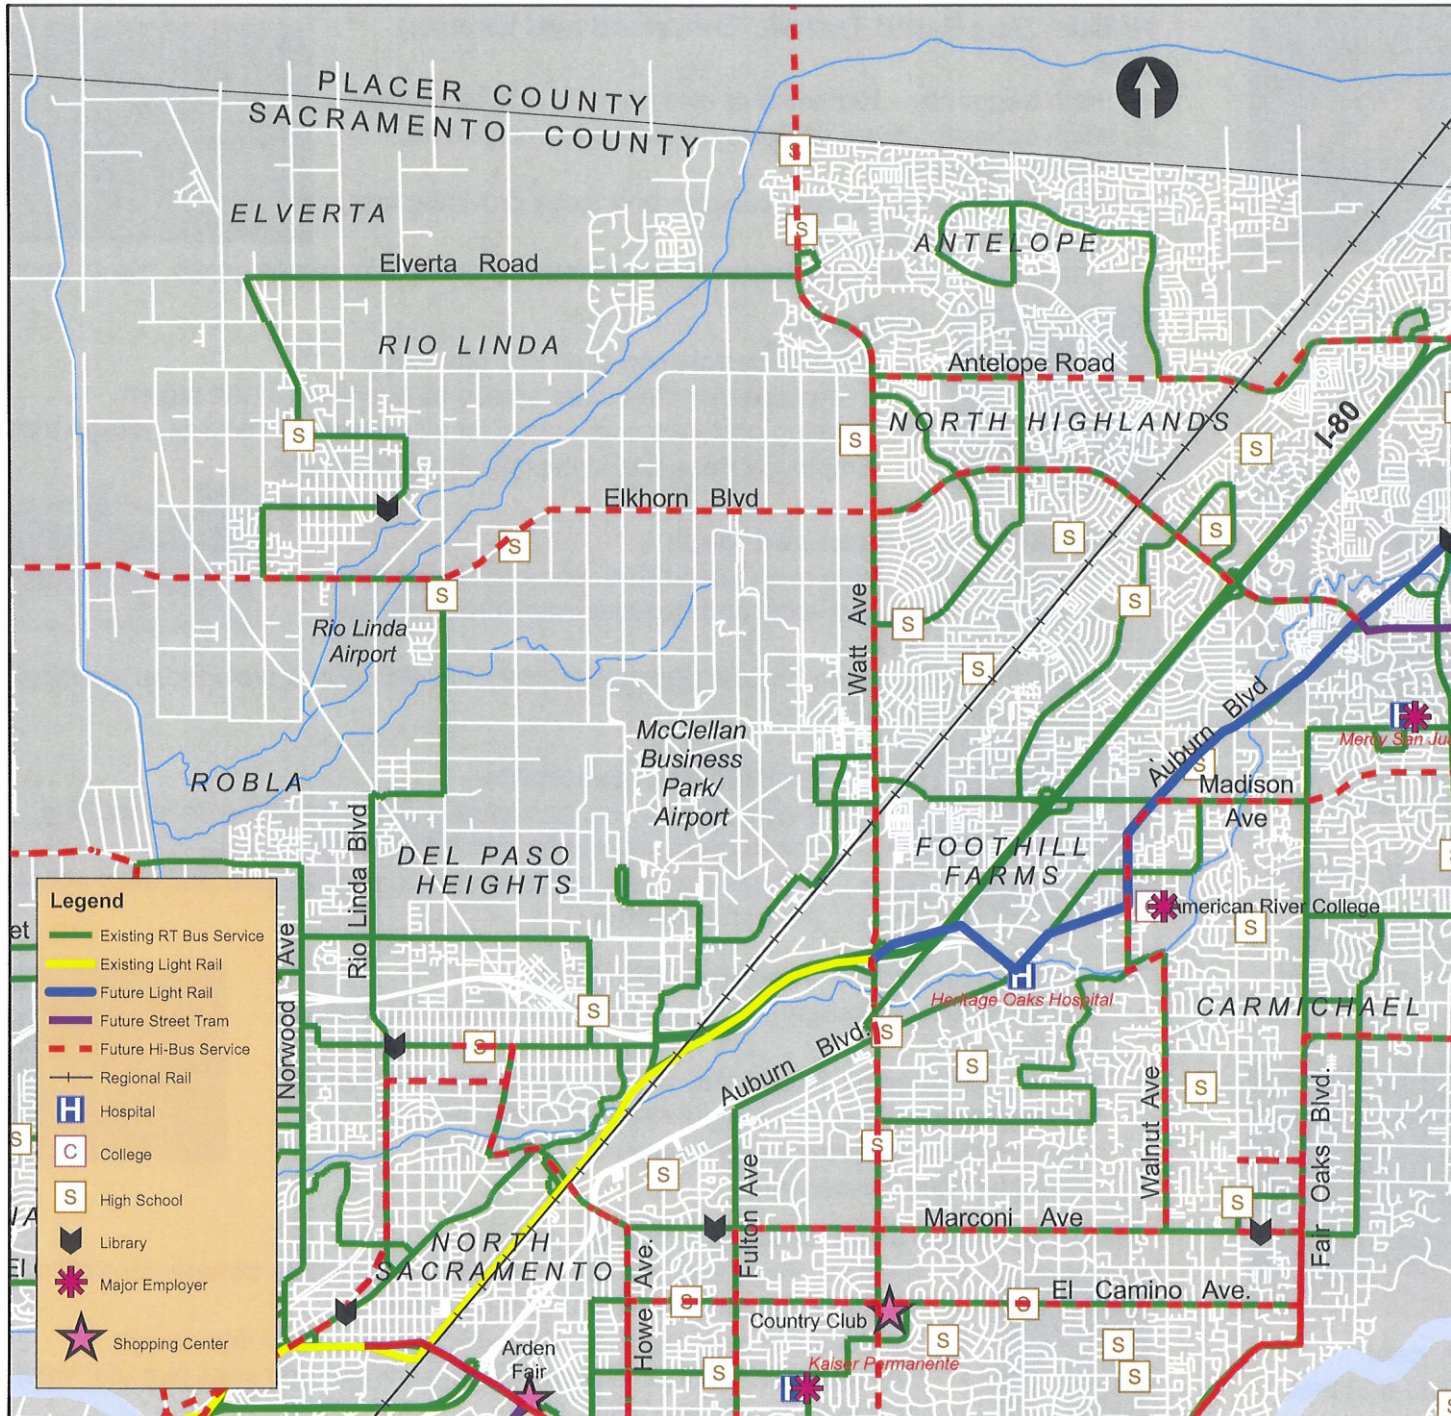 PLACER COUNTY
SACRAMENTO COUNTY
ELVERTA
ANTELOPE
Elverta Road
RIO LINDA
Antelope Road
NORTH HIGHLANDS
I-80
Elkhorn Blvd
Watt Ave
Rio Linda
Airport
Auburn Blvd
McClellan
Business
Park/
Airport
Mercy San Jua
Madison
Ave
ROBLA
Rio Linda Blvd
DEL PASO
HEIGHTS
FOOTHILL
FARMS
American River College
Heritage Oaks Hospital
CARMICHAEL
Norwood Ave
Auburn Blvd.
Walnut Ave
Fair Oaks Blvd.
Fulton Ave
Marconi Ave
NORTH
SACRAMENTO
Howe Ave.
El Camino Ave.
Country Club
Arden
Fair
Kaiser Permanente
Legend
Existing RT Bus Service
Existing Light Rail
Future Light Rail
Future Street Tram
Future Hi-Bus Service
Regional Rail
H Hospital
C College
S High School
Library
Major Employer
Shopping Center